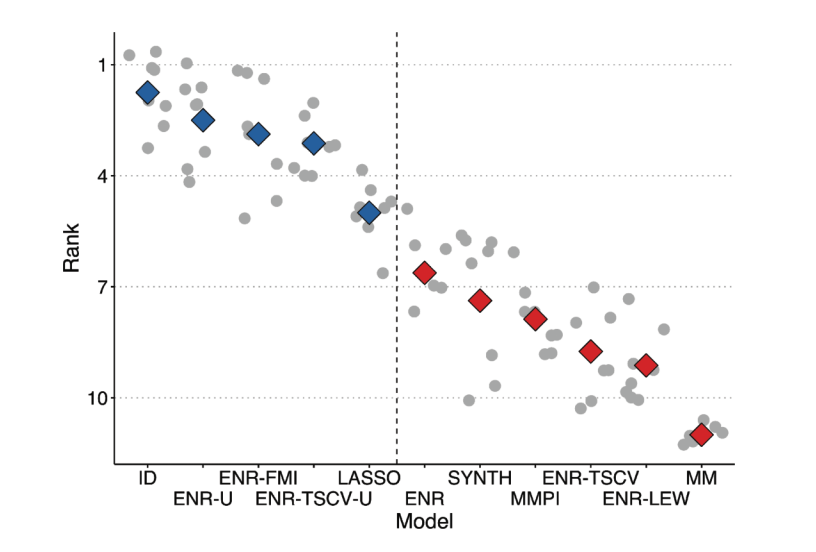 1
4
7
10
Rank
ID ENR-FMI LASSO SYNTH ENR-TSCV MM
ENR-U ENR-TSCV-U ENR MMPI ENR-LEW
Model